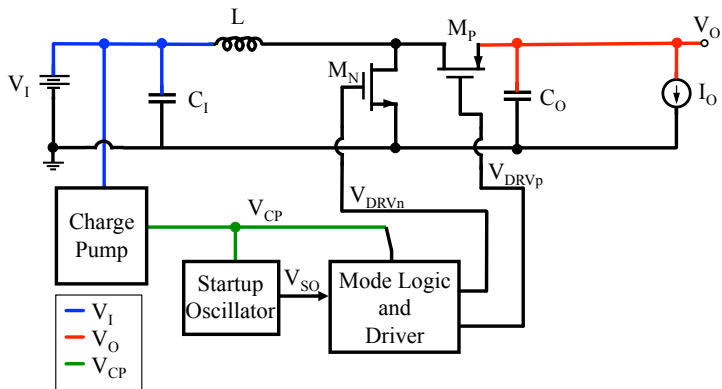 L
M_P
V_O
M_N
V_I
C_I
C_O
I_O
V_DRVn
V_DRVp
Charge
Pump
V_CP
Startup
Oscillator
V_SO
Mode Logic
and
Driver
V_I
V_O
V_CP